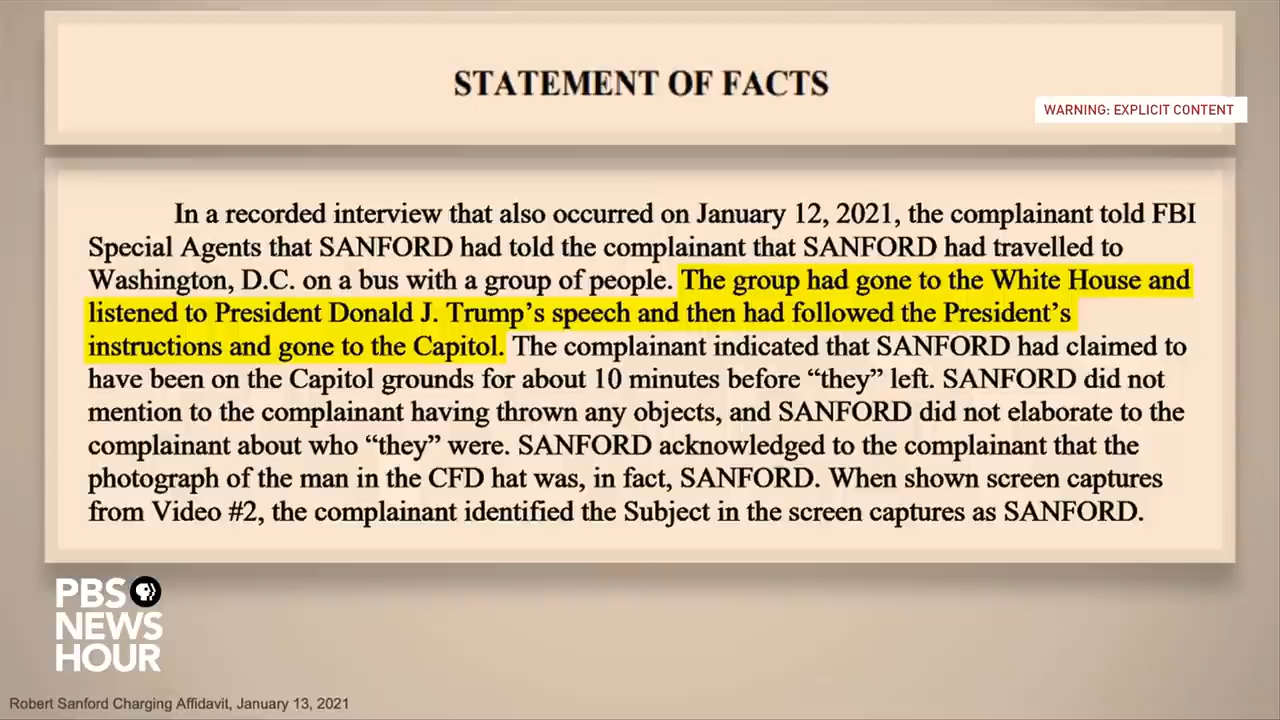 STATEMENT OF FACTS
WARNING: EXPLICIT CONTENT
In a recorded interview that also occurred on January 12, 2021, the complainant told FBI
Special Agents that SANFORD had told the complainant that SANFORD had travelled to
Washington, D.C. on a bus with a group of people. The group had gone to the White House and
listened to President Donald J. Trump’s speech and then had followed the President’s
instructions and gone to the Capitol. The complainant indicated that SANFORD had claimed to
have been on the Capitol grounds for about 10 minutes before “they” left. SANFORD did not
mention to the complainant having thrown any objects, and SANFORD did not elaborate to the
complainant about who “they” were. SANFORD acknowledged to the complainant that the
photograph of the man in the CFD hat was, in fact, SANFORD. When shown screen captures
from Video #2, the complainant identified the Subject in the screen captures as SANFORD.
PBS
NEWS
HOUR
Robert Sanford Charging Affidavit, January 13, 2021